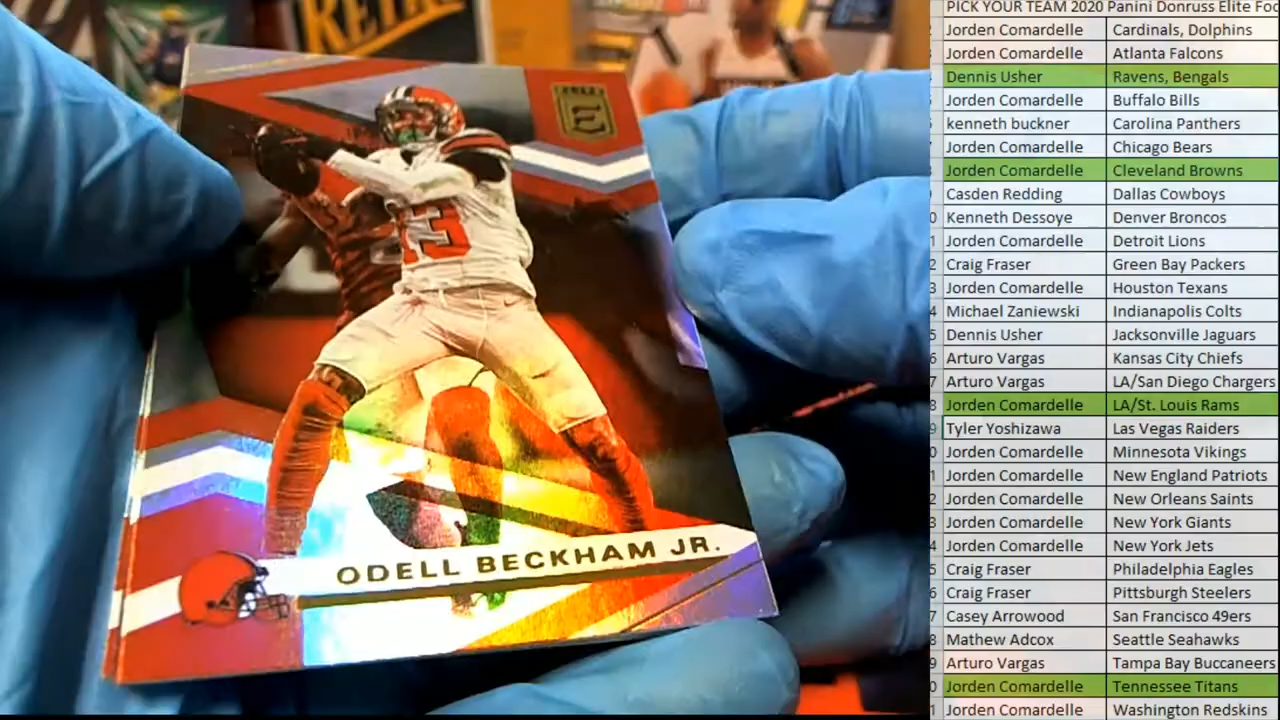 RETRO
2012
E
13
ODELL BECKHAM JR.
PICK YOUR TEAM 2020 Panini Donruss Elite Foo
Jorden Comardelle Cardinals, Dolphins
Jorden Comardelle Atlanta Falcons
Dennis Usher Ravens, Bengals
Jorden Comardelle Buffalo Bills
kenneth buckner Carolina Panthers
Jorden Comardelle Chicago Bears
Jorden Comardelle Cleveland Browns
Casden Redding Dallas Cowboys
Kenneth Dessoye Denver Broncos
Jorden Comardelle Detroit Lions
Craig Fraser Green Bay Packers
Jorden Comardelle Houston Texans
Michael Zaniewski Indianapolis Colts
Dennis Usher Jacksonville Jaguars
Arturo Vargas Kansas City Chiefs
Arturo Vargas LA/San Diego Chargers
Jorden Comardelle LA/St. Louis Rams
Tyler Yoshizawa Las Vegas Raiders
Jorden Comardelle Minnesota Vikings
Jorden Comardelle New England Patriots
Jorden Comardelle New Orleans Saints
Jorden Comardelle New York Giants
Jorden Comardelle New York Jets
Craig Fraser Philadelphia Eagles
Craig Fraser Pittsburgh Steelers
Casey Arrowood San Francisco 49ers
Mathew Adcox Seattle Seahawks
Arturo Vargas Tampa Bay Buccaneers
Jorden Comardelle Tennessee Titans
Jorden Comardelle Washington Redskins